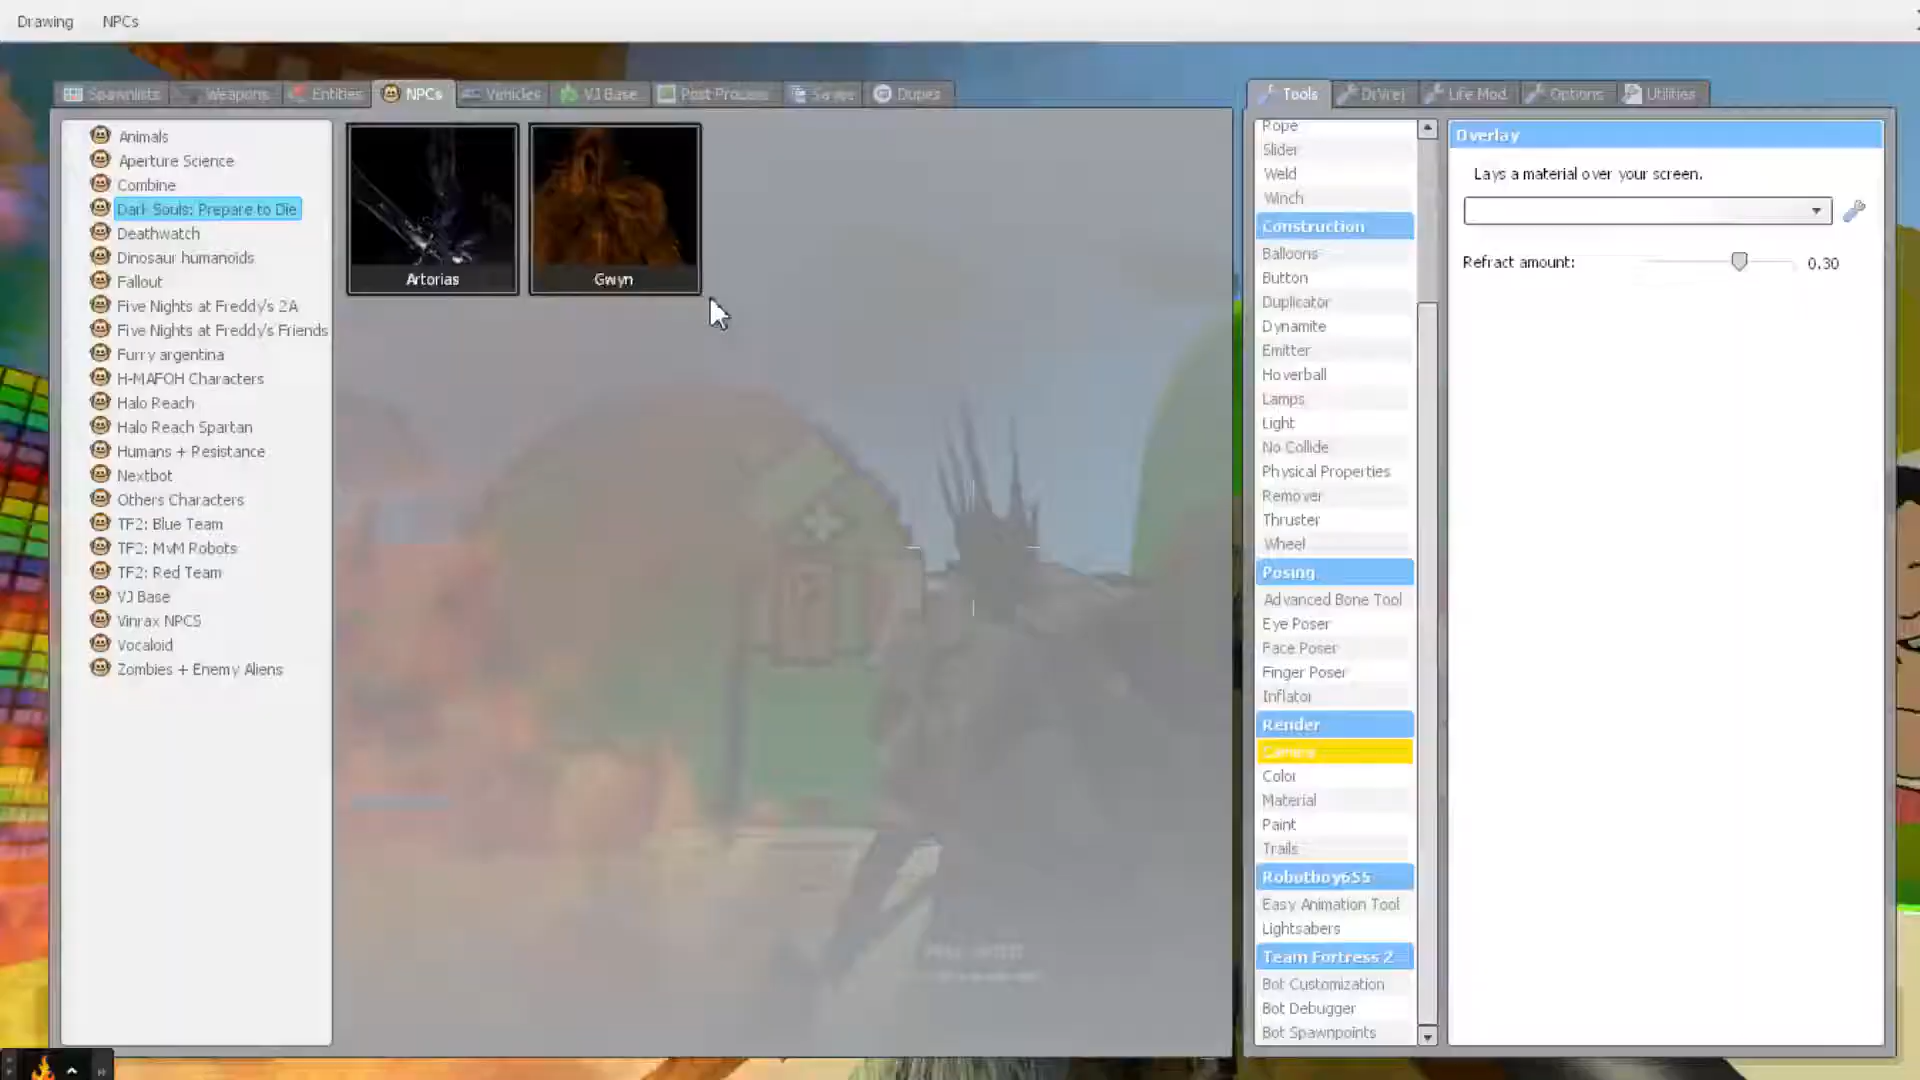 Drawing NPCs
Spawnlists Weapons Entities NPCs Vehicles VJ Base Post Process Saves Dupes
Animals
Aperture Science
Combine
Dark Souls: Prepare to Die
Deathwatch
Dinosaur humanoids
Fallout
Five Nights at Freddy's 2A
Five Nights at Freddy's Friends
Furry argentina
H-MAFOH Characters
Halo Reach
Halo Reach Spartan
Humans + Resistance
Nextbot
Others Characters
TF2: Blue Team
TF2: MvM Robots
TF2: Red Team
VJ Base
Vinrax NPCS
Vocaloid
Zombies + Enemy Aliens
Artorias
Gwyn
Tools DrVrej Life Mod Options Utilities
Rope
Slider
Weld
Winch
Construction
Balloons
Button
Duplicator
Dynamite
Emitter
Hoverball
Lamps
Light
No Collide
Physical Properties
Remover
Thruster
Wheel
Posing
Advanced Bone Tool
Eye Poser
Face Poser
Finger Poser
Inflator
Render
Camera
Color
Material
Paint
Trails
Robotboy655
Easy Animation Tool
Lightsabers
Team Fortress 2
Bot Customization
Bot Debugger
Bot Spawnpoints
Overlay
Lays a material over your screen.
Refract amount: 0.30